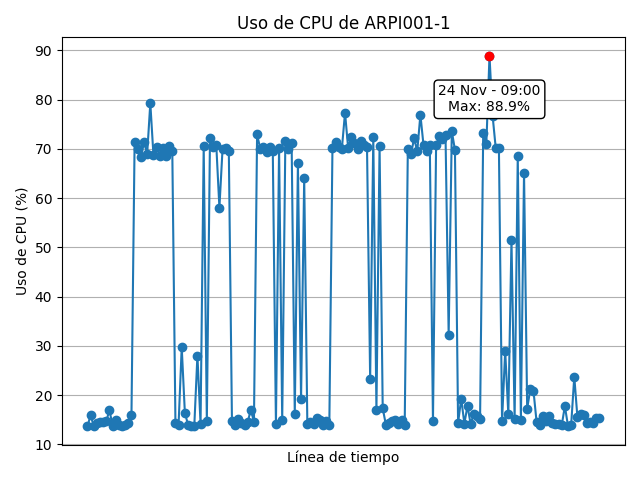 Uso de CPU de ARPI001-1
90
80
70
60
50
40
30
20
10
Uso de CPU (%)
24 Nov - 09:00
Max: 88.9%
Línea de tiempo